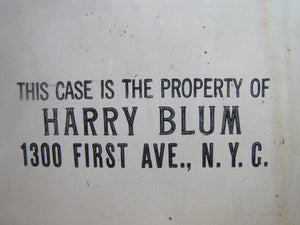 THIS CASE IS THE PROPERTY OF
HARRY BLUM
1300 FIRST AVE., N. Y. C.